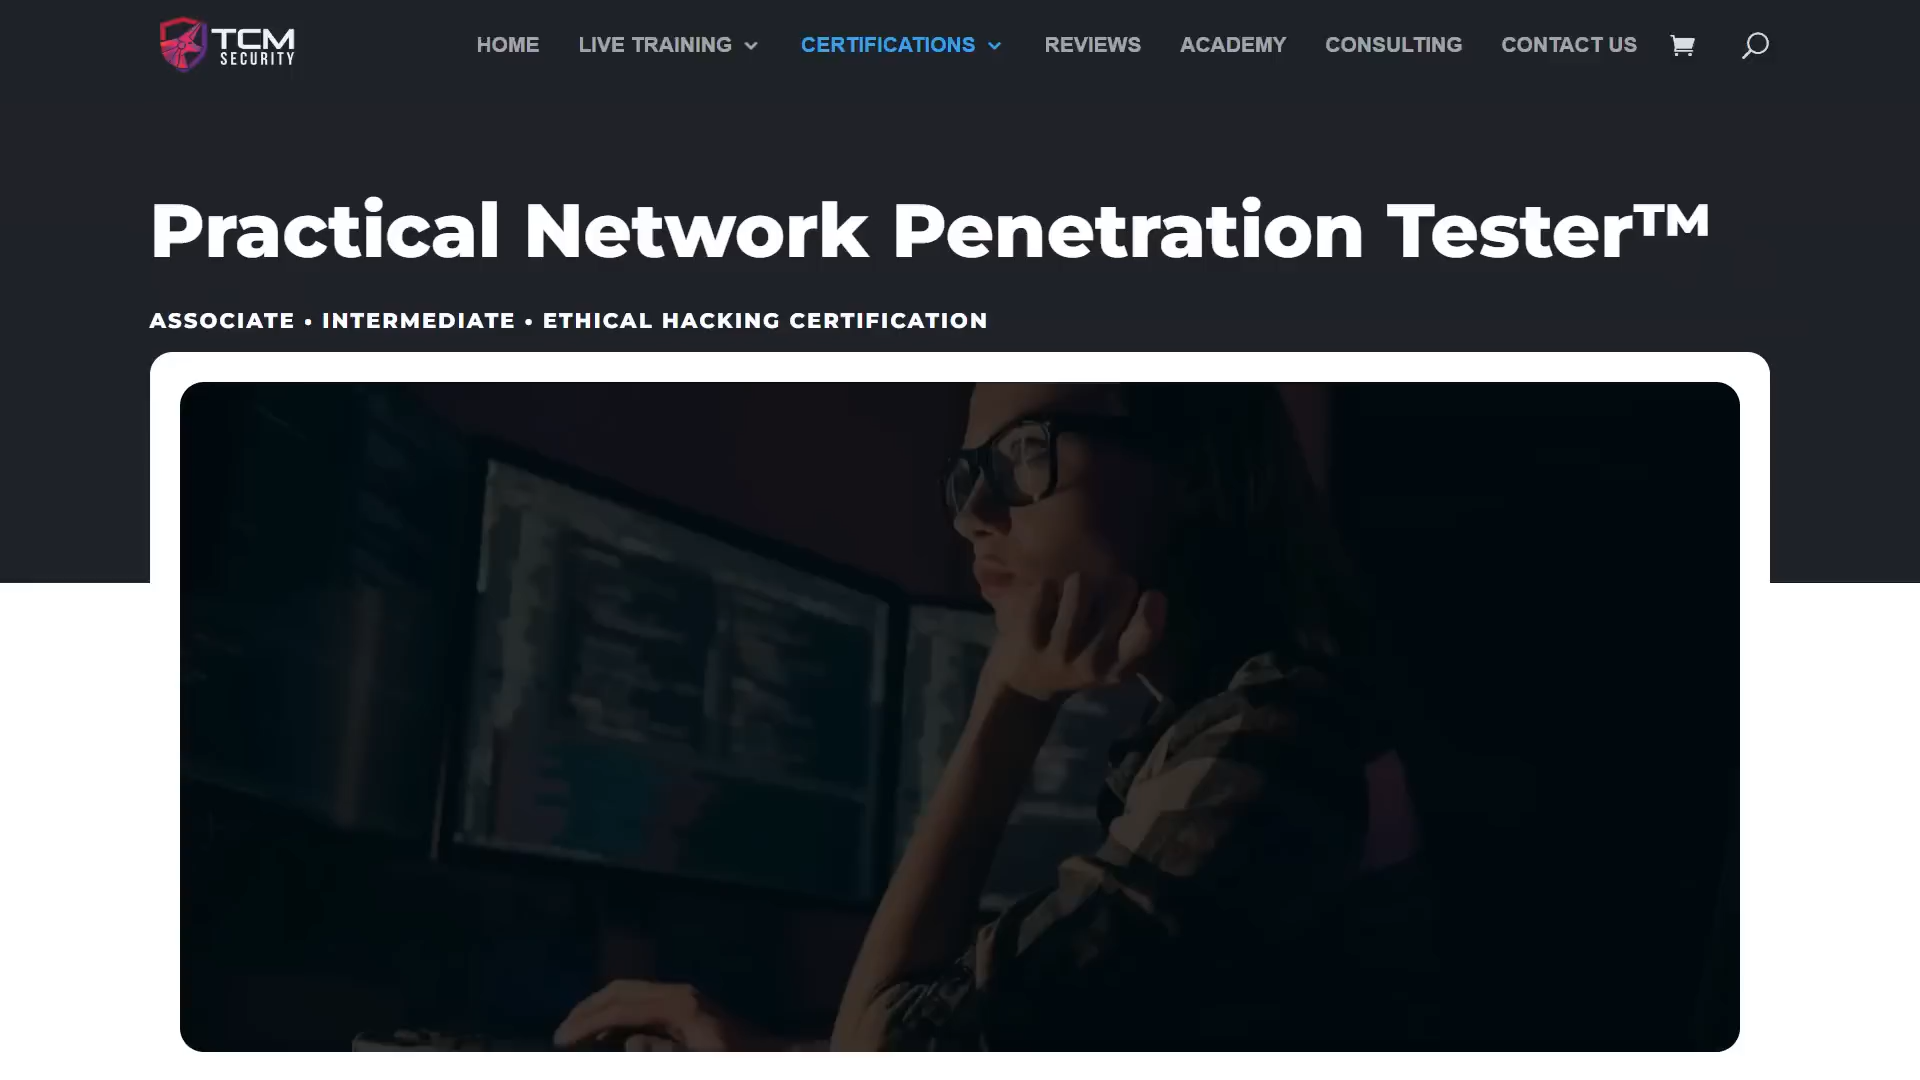 TCM
SECURITY
HOME
LIVE TRAINING
CERTIFICATIONS
REVIEWS
ACADEMY
CONSULTING
CONTACT US
Practical Network Penetration Tester™
ASSOCIATE • INTERMEDIATE • ETHICAL HACKING CERTIFICATION